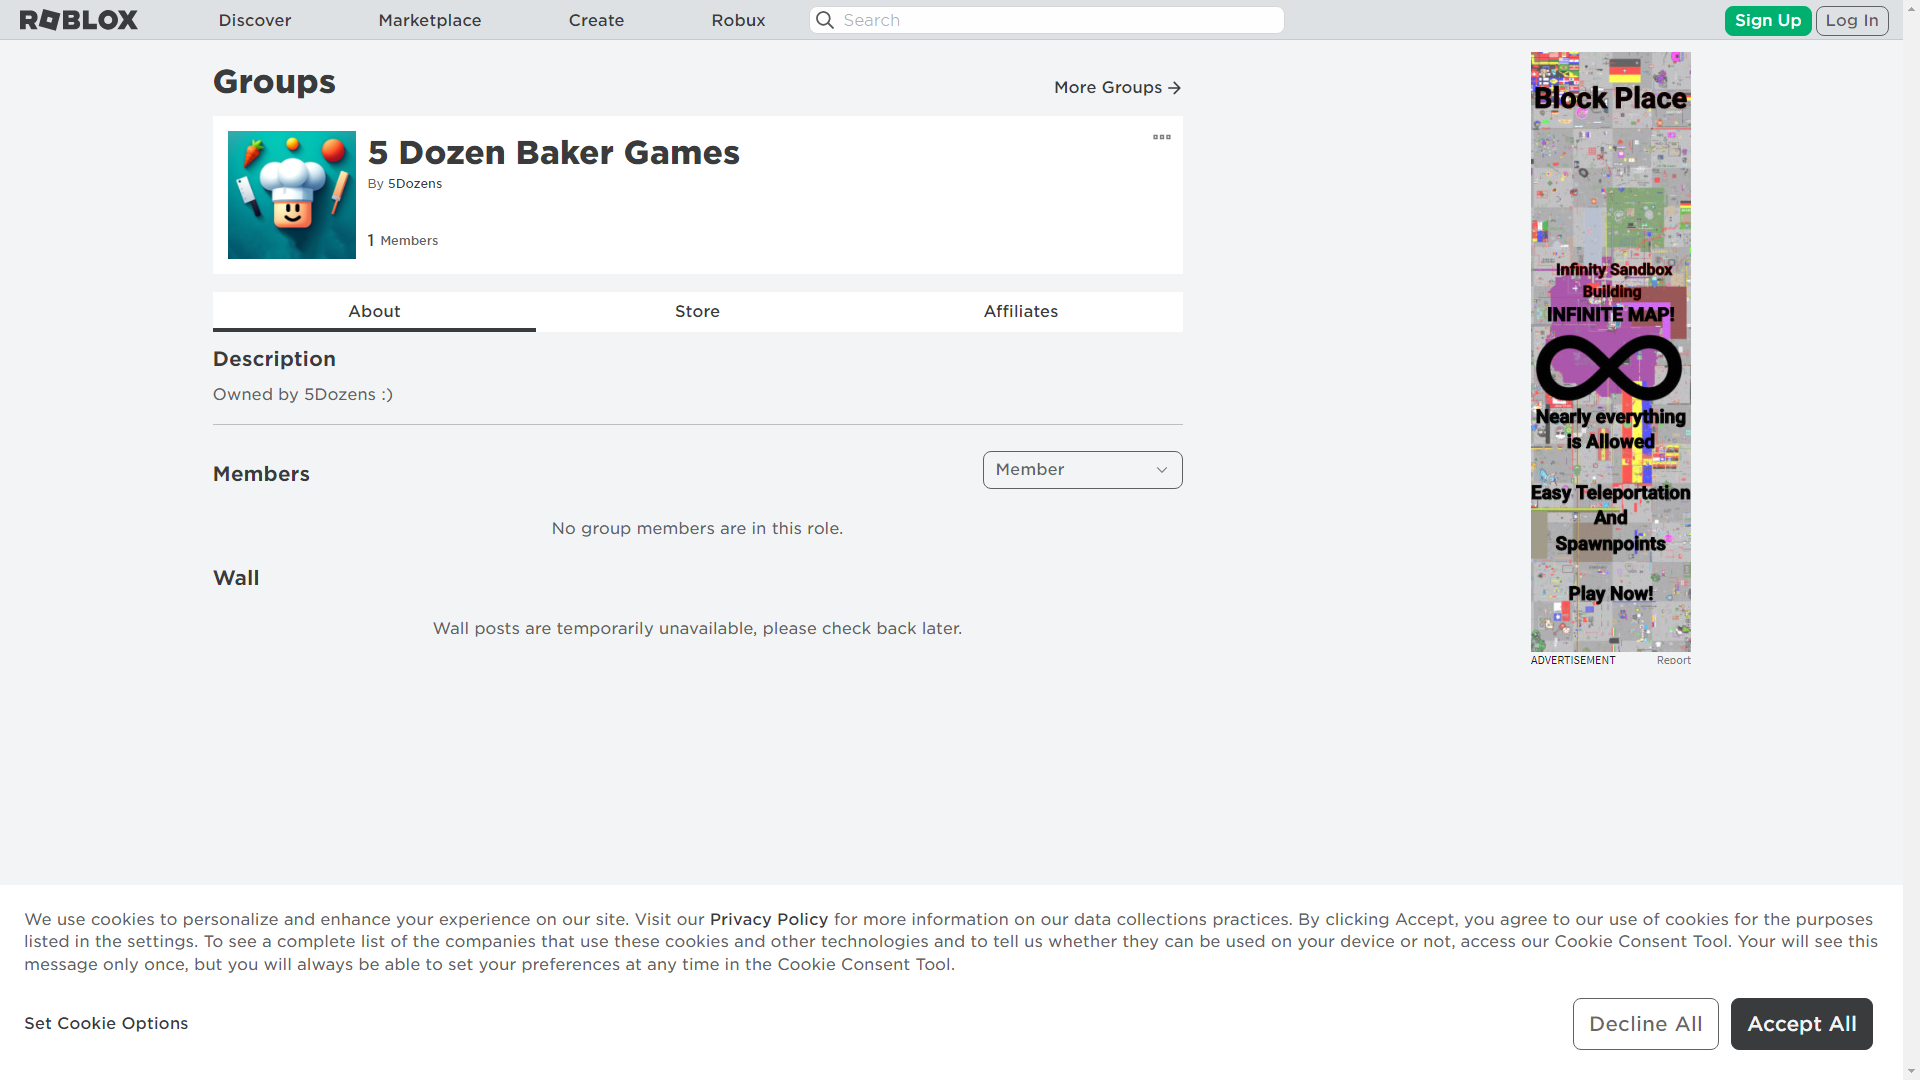 ROBLOX
Discover
Marketplace
Create
Robux
Search
Sign Up
Log In
Groups
More Groups
5 Dozen Baker Games
By 5Dozens
1 Members
About
Store
Affiliates
Description
Owned by 5Dozens :)
Members
Member
No group members are in this role.
Wall
Wall posts are temporarily unavailable, please check back later.
Block Place
Infinity Sandbox
Building
INFINITE MAP!
Nearly everything
is Allowed
Easy Teleportation
And
Spawnpoints
Play Now!
ADVERTISEMENT
Report
We use cookies to personalize and enhance your experience on our site. Visit our Privacy Policy for more information on our data collections practices. By clicking Accept, you agree to our use of cookies for the purposes
listed in the settings. To see a complete list of the companies that use these cookies and other technologies and to tell us whether they can be used on your device or not, access our Cookie Consent Tool. Your will see this
message only once, but you will always be able to set your preferences at any time in the Cookie Consent Tool.
Set Cookie Options
Decline All
Accept All